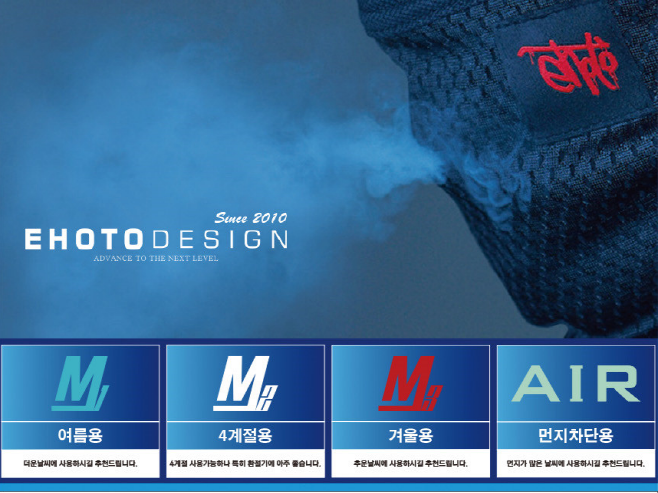 ehoto
Since 2010
EHOTODESIGN
ADVANCE TO THE NEXT LEVEL
M1
여름용
더운날씨에 사용하시길 추천드립니다.
M2
4계절용
4계절 사용가능하나 특히 환절기에 아주 좋습니다.
M3
겨울용
추운날씨에 사용하시길 추천드립니다.
AIR
먼지차단용
먼지가 많은 날씨에 사용하시길 추천드립니다.